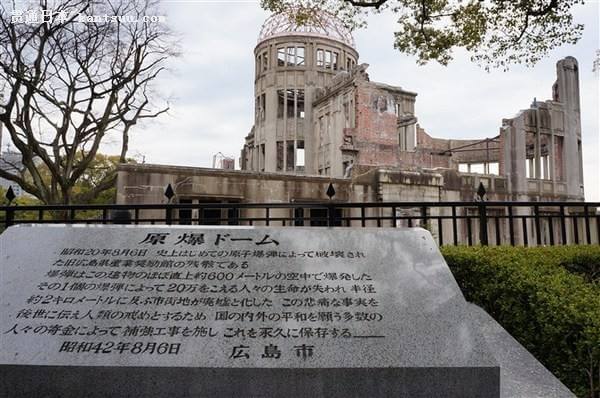 贯通日本 kantsuu.com
原爆ドーム
昭和20年8月6日 史上はじめての原子爆弾によって破壊され
た旧広島県産業奨励館の残骸である
爆弾はこの建物のほぼ直上約600メートルの空中で爆発した
その1個の爆弾によって20万をこえる人々の生命が失われ 半径
約2キロメートルに及ぶ市街地が廃墟と化した この悲痛な事実を
後世に伝え人類の戒めとするため 国の内外の平和を願う多数の
人々の寄金によって補強工事を施し これを永久に保存する
昭和42年8月6日 広島市